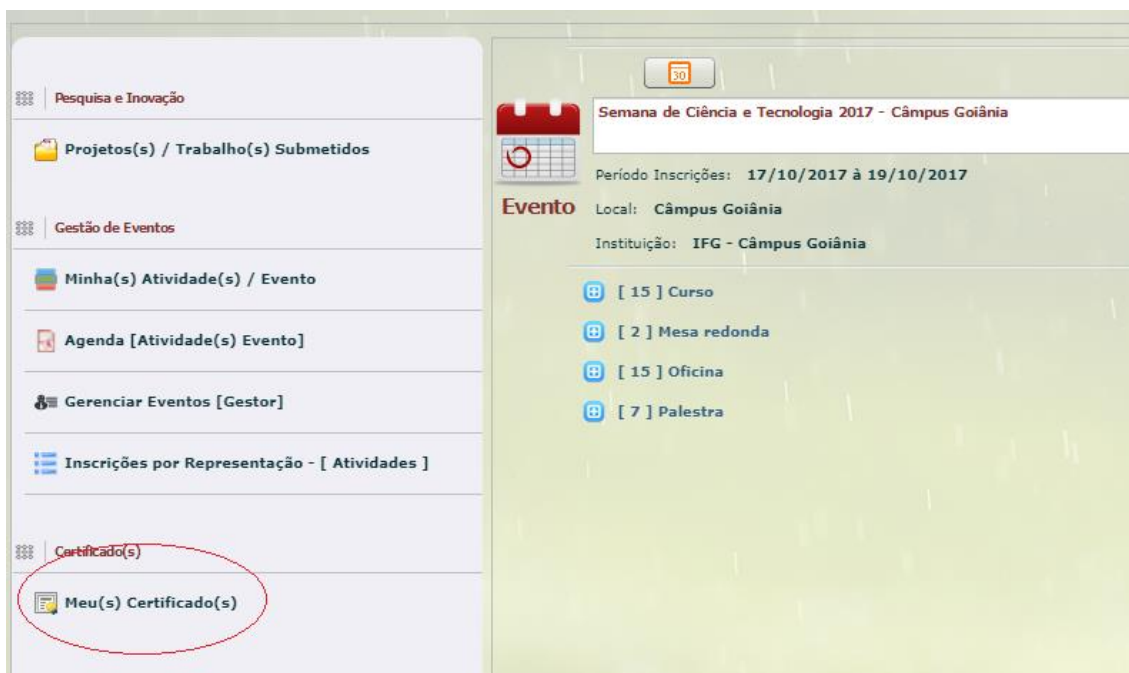 Pesquisa e Inovação
Projetos(s) / Trabalho(s) Submetidos
Gestão de Eventos
Minha(s) Atividade(s) / Evento
Agenda [Atividade(s) Evento]
Gerenciar Eventos [Gestor]
Inscrições por Representação - [ Atividades ]
Certificado(s)
Meu(s) Certificado(s)
30
Semana de Ciência e Tecnologia 2017 - Câmpus Goiânia
Evento
Período Inscrições: 17/10/2017 à 19/10/2017
Local: Câmpus Goiânia
Instituição: IFG - Câmpus Goiânia
[ 15 ] Curso
[ 2 ] Mesa redonda
[ 15 ] Oficina
[ 7 ] Palestra